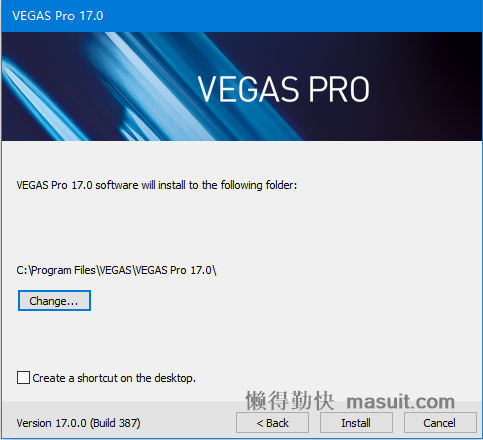 VEGAS Pro 17.0
VEGAS PRO
VEGAS Pro 17.0 software will install to the following folder:
C:\Program Files\VEGAS\VEGAS Pro 17.0\
Change...
Create a shortcut on the desktop.
懒得勤快 masuit.com
Version 17.0.0 (Build 387)
< Back
Install
Cancel